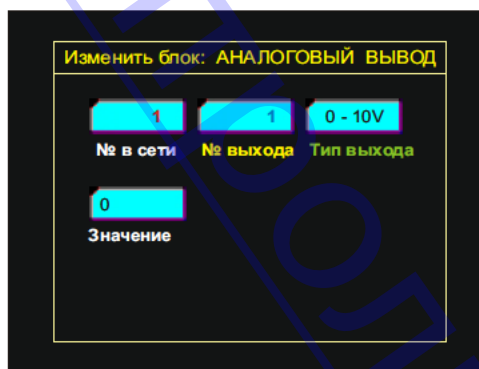 Изменить блок: АНАЛОГОВЫЙ ВЫВОД
1 1 0 - 10V
№ в сети № выхода Тип выхода
0
Значение